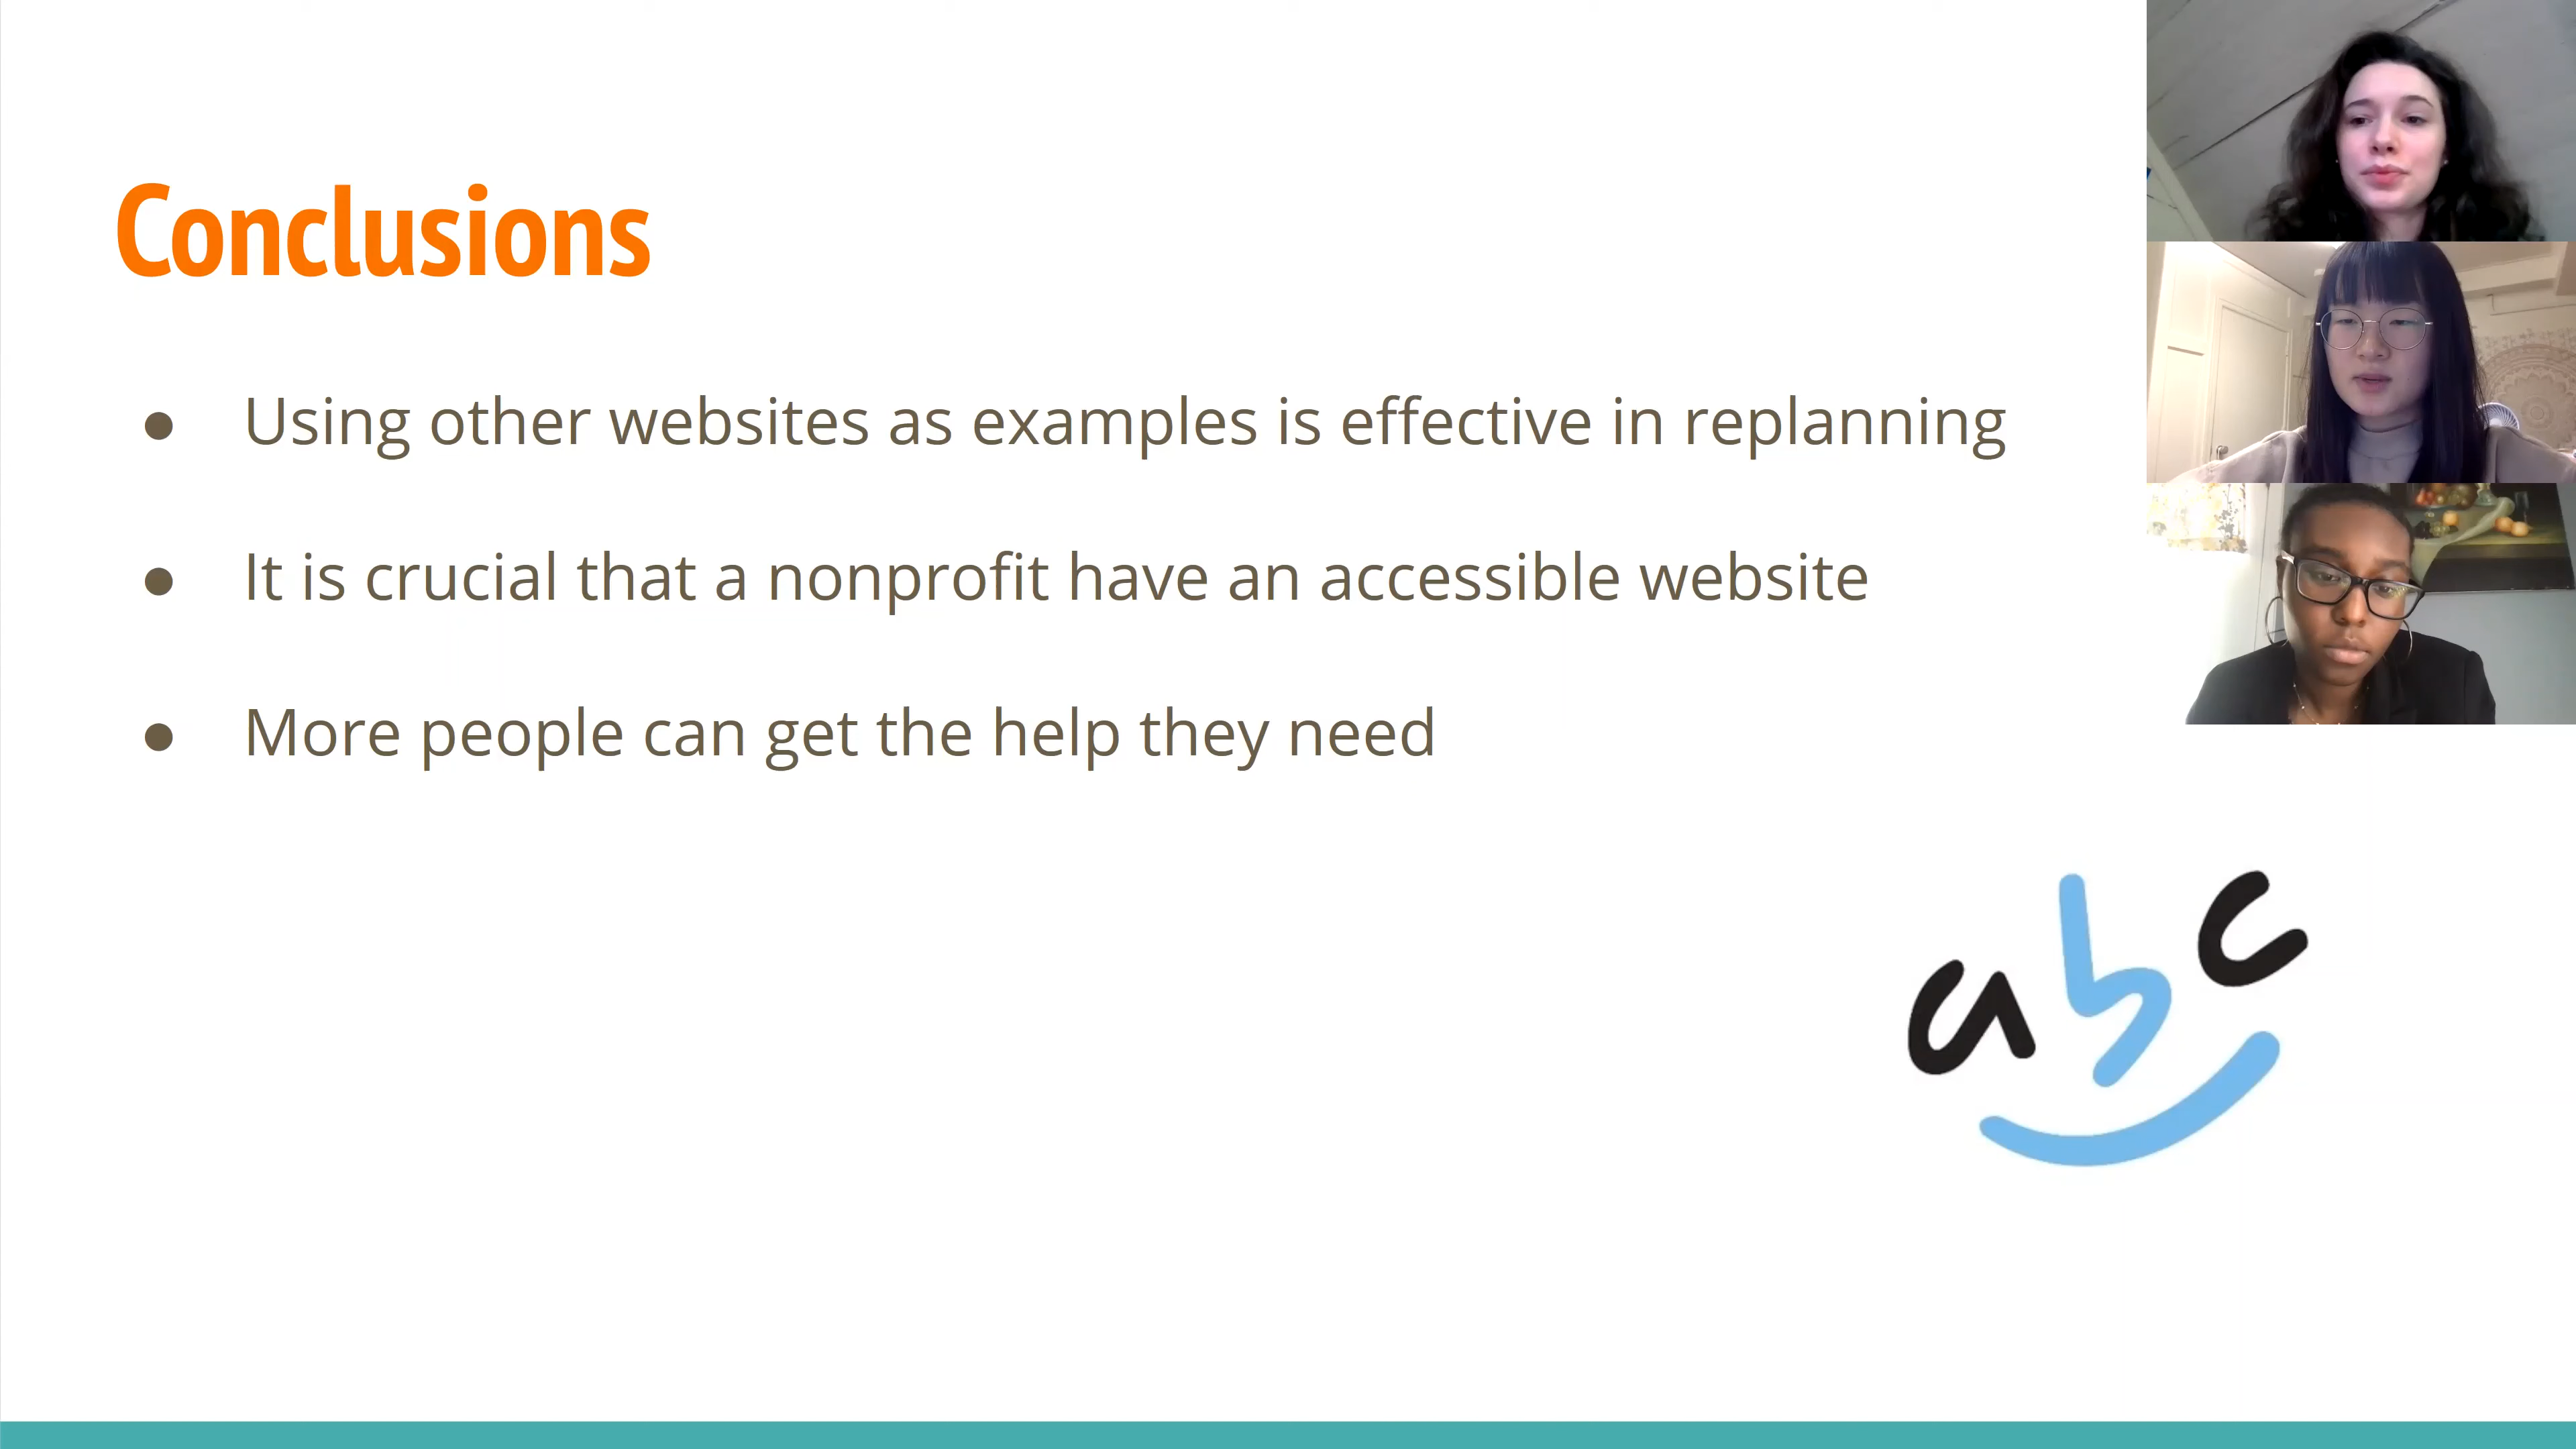 Conclusions
● Using other websites as examples is effective in replanning
● It is crucial that a nonprofit have an accessible website
● More people can get the help they need
abc